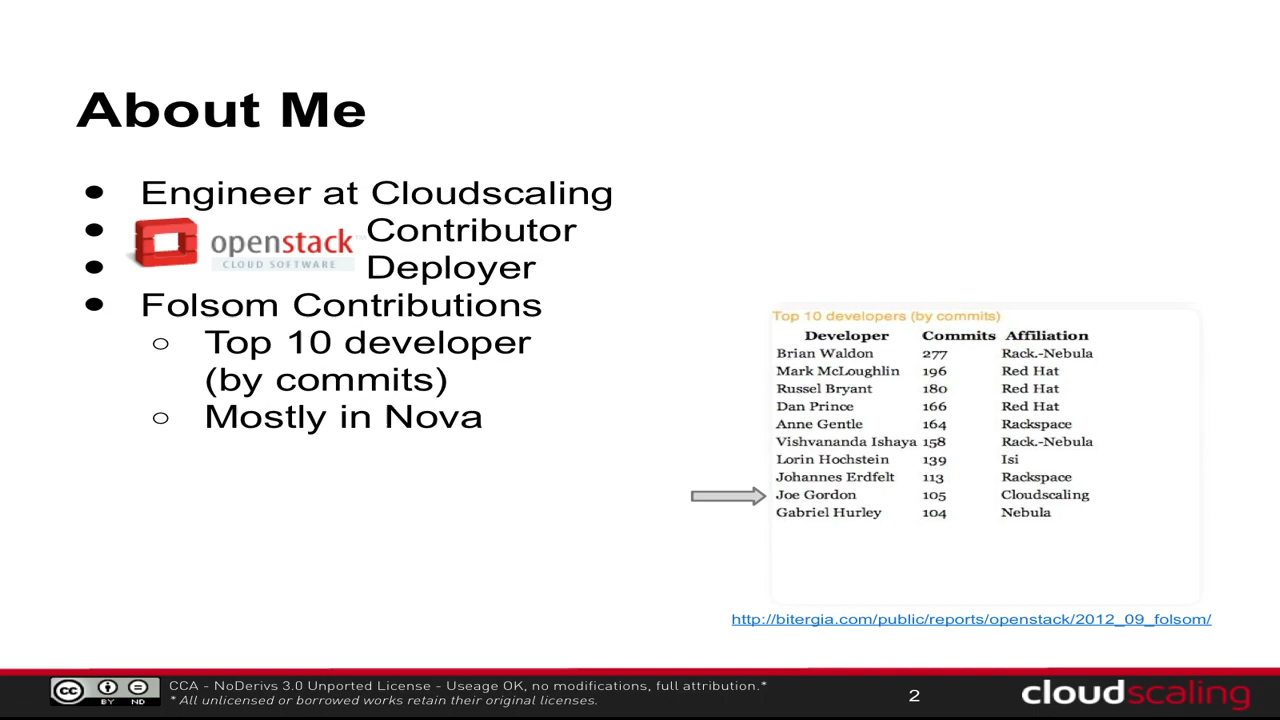 About Me
● Engineer at Cloudscaling
● openstack Contributor
CLOUD SOFTWARE
● Deployer
● Folsom Contributions
○ Top 10 developer
(by commits)
○ Mostly in Nova
Top 10 developers (by commits)
Developer Commits Affiliation
Brian Waldon 277 Rack.-Nebula
Mark McLoughlin 196 Red Hat
Russel Bryant 180 Red Hat
Dan Prince 166 Red Hat
Anne Gentle 164 Rackspace
Vishvananda Ishaya 158 Rack.-Nebula
Lorin Hochstein 139 Isi
Johannes Erdfelt 113 Rackspace
Joe Gordon 105 Cloudscaling
Gabriel Hurley 104 Nebula
http://bitergia.com/public/reports/openstack/2012_09_folsom/
cc BY ND
CCA - NoDerivs 3.0 Unported License - Useage OK, no modifications, full attribution.*
* All unlicensed or borrowed works retain their original licenses.
2
cloudscaling